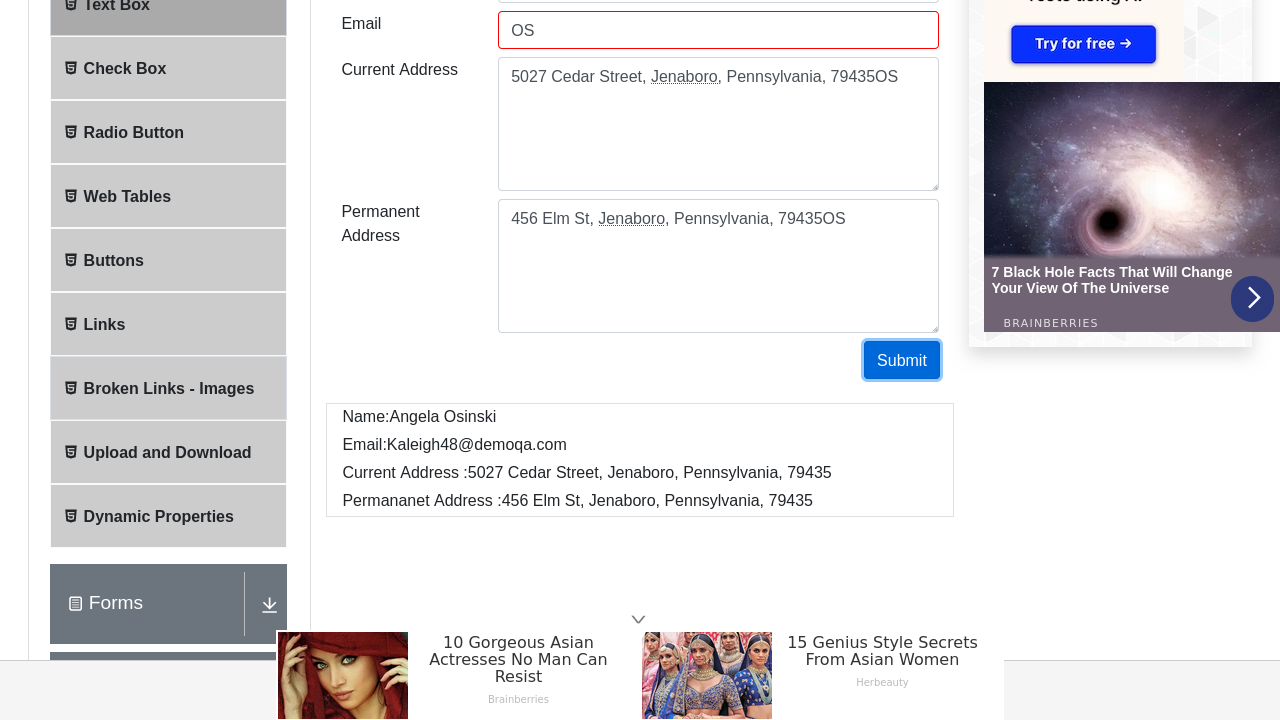 Text Box
Check Box
Radio Button
Web Tables
Buttons
Links
Broken Links - Images
Upload and Download
Dynamic Properties
Forms
Email
OS
Current Address
5027 Cedar Street, Jenaboro, Pennsylvania, 79435OS
Permanent
Address
456 Elm St, Jenaboro, Pennsylvania, 79435OS
Submit
Name:Angela Osinski
Email:Kaleigh48@demoqa.com
Current Address :5027 Cedar Street, Jenaboro, Pennsylvania, 79435
Permananet Address :456 Elm St, Jenaboro, Pennsylvania, 79435
Try for free →
7 Black Hole Facts That Will Change
Your View Of The Universe
BRAINBERRIES
10 Gorgeous Asian
Actresses No Man Can
Resist
Brainberries
15 Genius Style Secrets
From Asian Women
Herbeauty